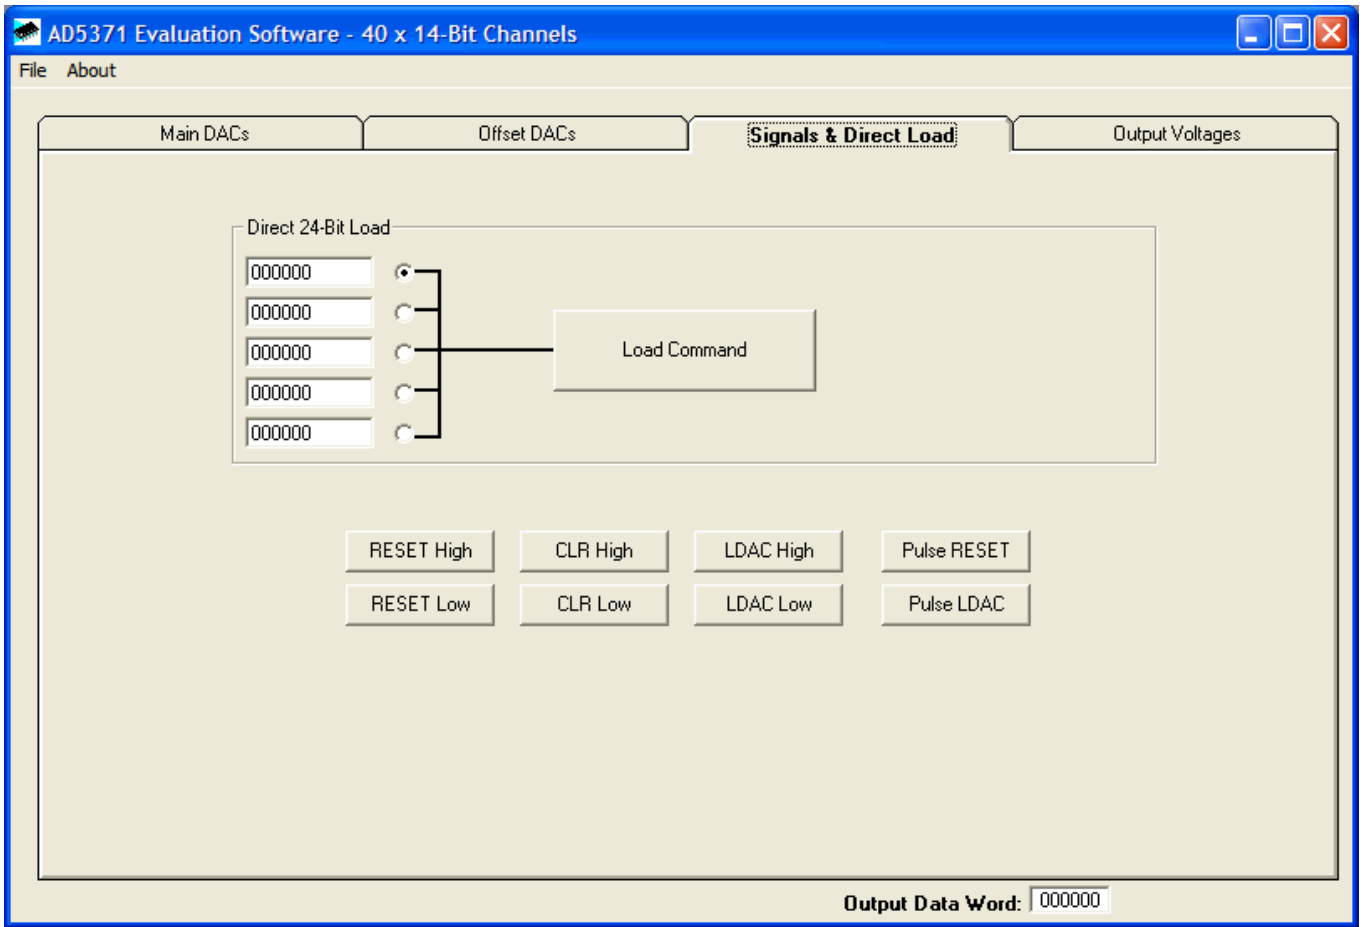 AD5371 Evaluation Software - 40 x 14-Bit Channels
File About
Main DACs Offset DACs Signals & Direct Load Output Voltages
Direct 24-Bit Load
000000
000000
000000 Load Command
000000
000000
RESET High CLR High LDAC High Pulse RESET
RESET Low CLR Low LDAC Low Pulse LDAC
Output Data Word: 000000